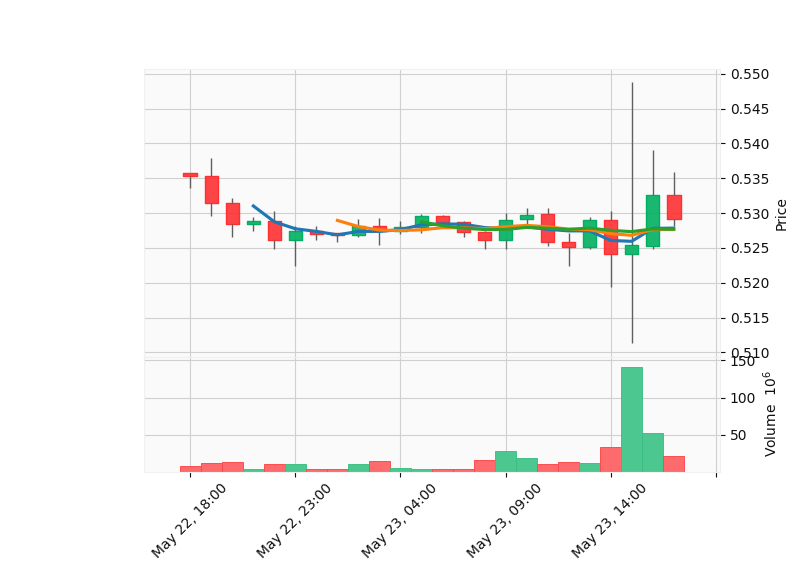 0.550
0.545
0.540
0.535
0.530
0.525
0.520
0.515
0.510
Price
150
100
50
Volume 10⁶
May 22, 18:00
May 22, 23:00
May 23, 04:00
May 23, 09:00
May 23, 14:00